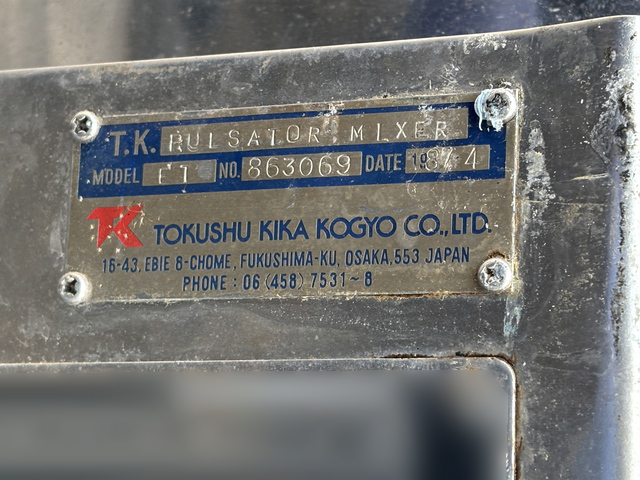 T.K. PULSATOR MIXER
MODEL ET NO. 863069 DATE 1987 4
TK TOKUSHU KIKA KOGYO CO., LTD.
16-43, EBIE 8-CHOME, FUKUSHIMA-KU, OSAKA, 553 JAPAN
PHONE : 06 (458) 7531~8